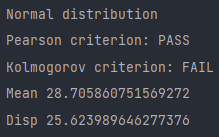 Normal distribution
Pearson criterion: PASS
Kolmogorov criterion: FAIL
Mean 28.705860751569272
Disp 25.623989646277376